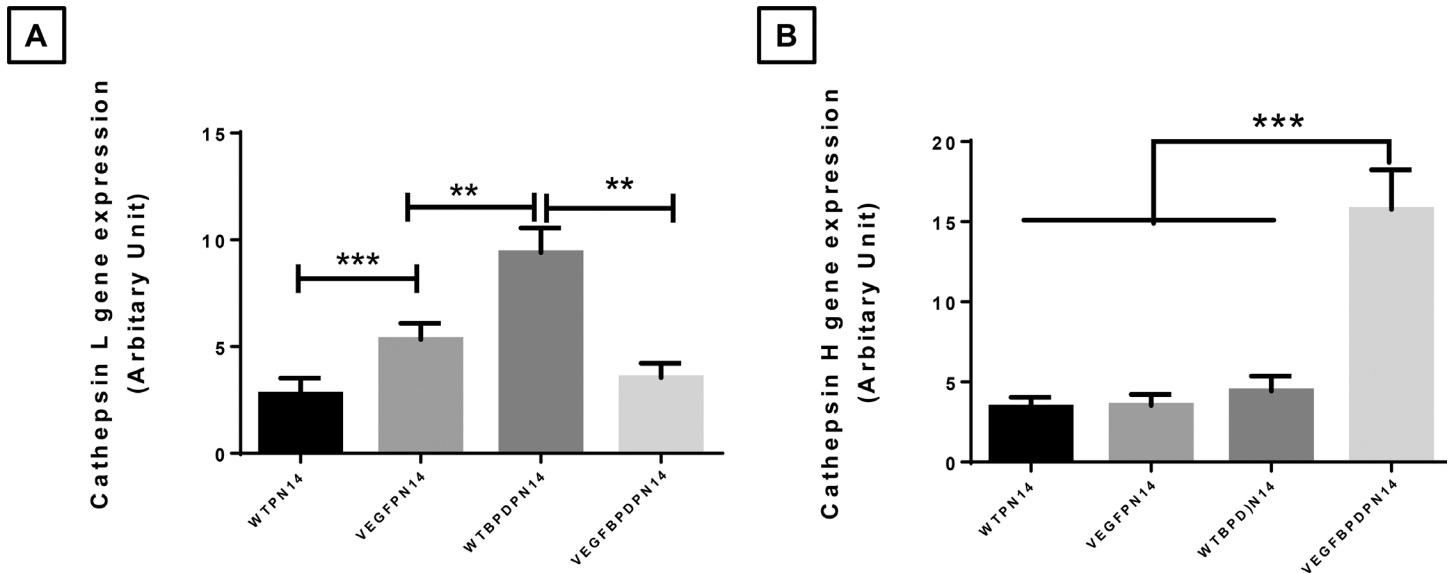 A
Cathepsin L gene expression
(Arbitary Unit)
15
10
5
0
***
**
**
WTPN14
VEGFPN14
WTBPDPN14
VEGFBPDPN14
B
Cathepsin H gene expression
(Arbitary Unit)
20
15
10
5
0
***
WTPN14
VEGFPN14
WTBPD)N14
VEGFBPDPN14